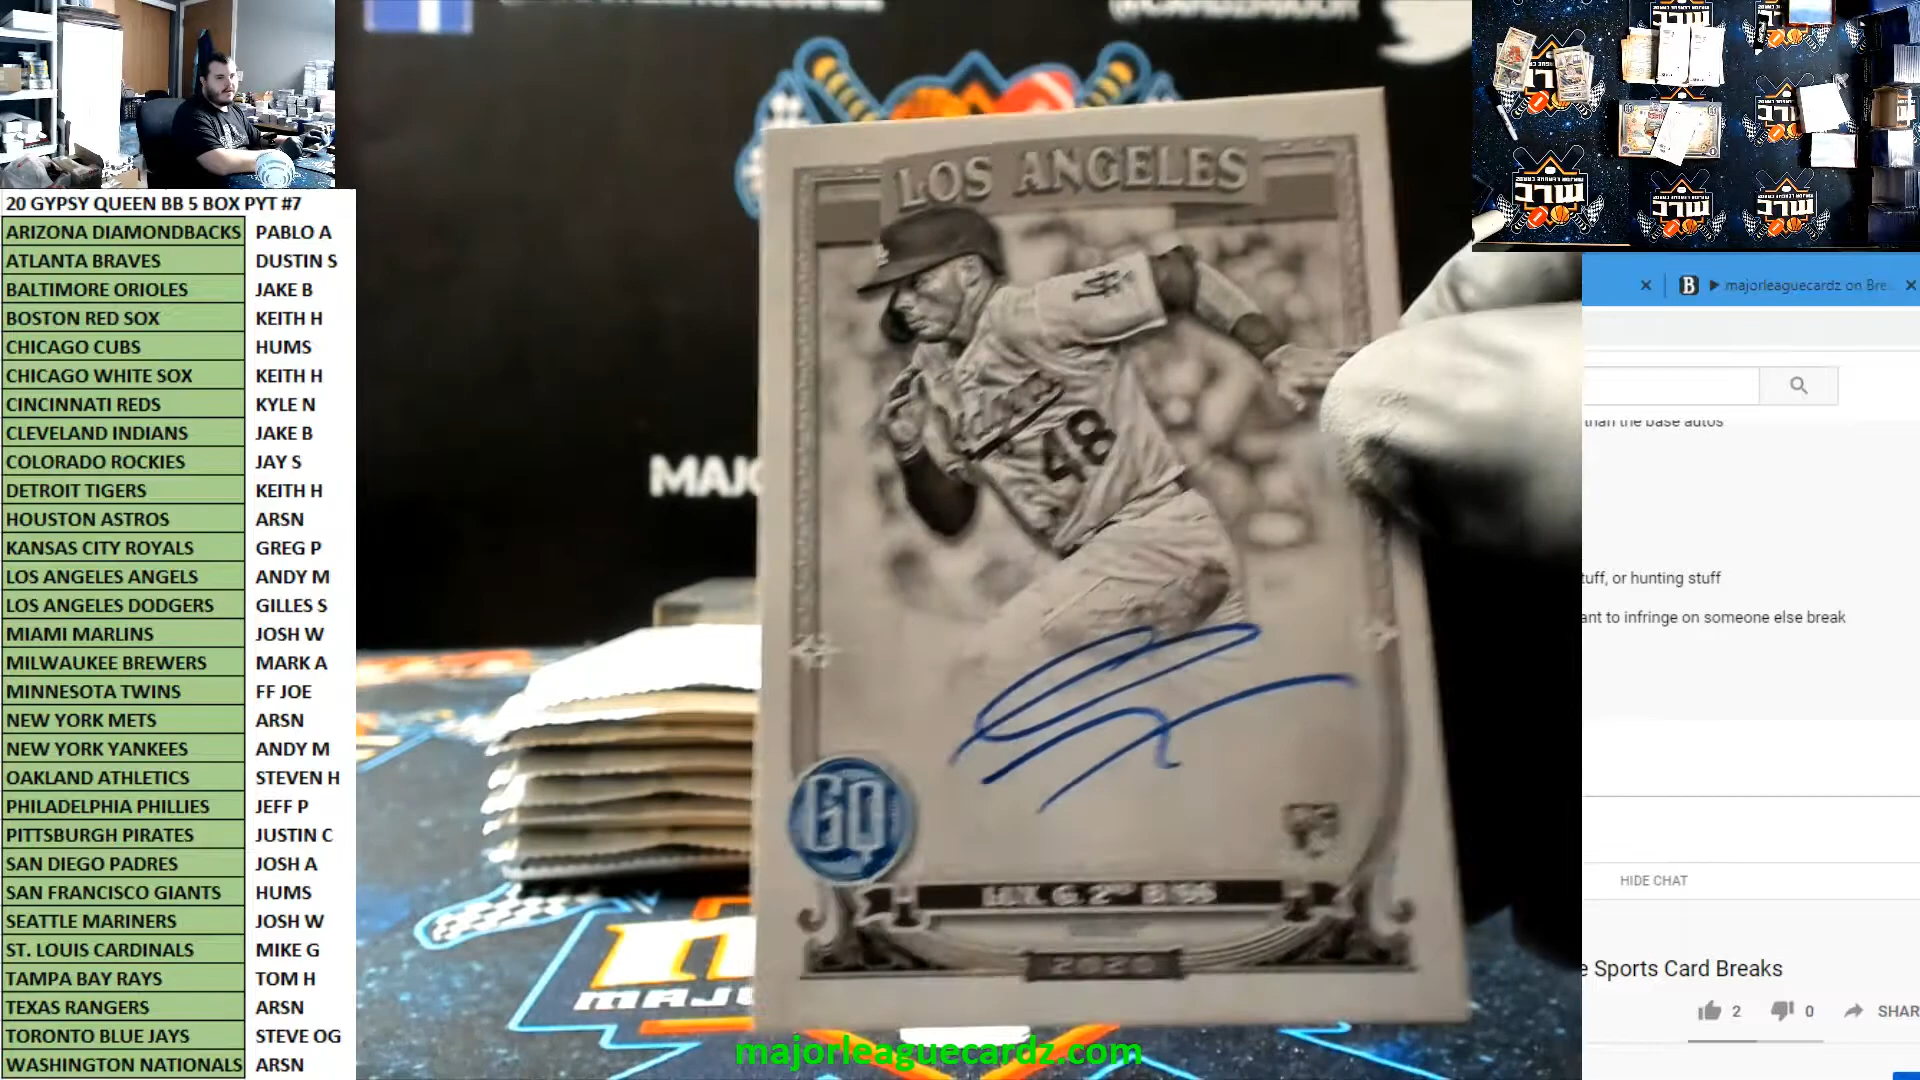 20 GYPSY QUEEN BB 5 BOX PYT #7
ARIZONA DIAMONDBACKS PABLO A
ATLANTA BRAVES DUSTIN S
BALTIMORE ORIOLES JAKE B
BOSTON RED SOX KEITH H
CHICAGO CUBS HUMS
CHICAGO WHITE SOX KEITH H
CINCINNATI REDS KYLE N
CLEVELAND INDIANS JAKE B
COLORADO ROCKIES JAY S
DETROIT TIGERS KEITH H
HOUSTON ASTROS ARSN
KANSAS CITY ROYALS GREG P
LOS ANGELES ANGELS ANDY M
LOS ANGELES DODGERS GILLES S
MIAMI MARLINS JOSH W
MILWAUKEE BREWERS MARK A
MINNESOTA TWINS FF JOE
NEW YORK METS ARSN
NEW YORK YANKEES ANDY M
OAKLAND ATHLETICS STEVEN H
PHILADELPHIA PHILLIES JEFF P
PITTSBURGH PIRATES JUSTIN C
SAN DIEGO PADRES JOSH A
SAN FRANCISCO GIANTS HUMS
SEATTLE MARINERS JOSH W
ST. LOUIS CARDINALS MIKE G
TAMPA BAY RAYS TOM H
TEXAS RANGERS ARSN
TORONTO BLUE JAYS STEVE OG
WASHINGTON NATIONALS ARSN
LOS ANGELES
48
GQ
LUX, G. 2ND B.
2020
MAJ
majorleaguecardz.com
majorleaguecardz on Bre
than the base autos
tuff, or hunting stuff
ant to infringe on someone else break
HIDE CHAT
e Sports Card Breaks
2
0
SHAR